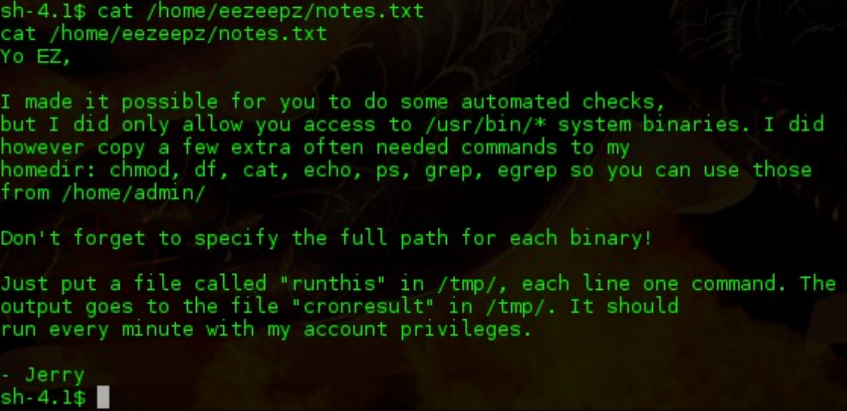 sh-4.1$ cat /home/eezeepz/notes.txt
cat /home/eezeepz/notes.txt
Yo EZ,
I made it possible for you to do some automated checks,
but I did only allow you access to /usr/bin/* system binaries. I did
however copy a few extra often needed commands to my
homedir: chmod, df, cat, echo, ps, grep, egrep so you can use those
from /home/admin/
Don't forget to specify the full path for each binary!
Just put a file called "runthis" in /tmp/, each line one command. The
output goes to the file "cronresult" in /tmp/. It should
run every minute with my account privileges.
- Jerry
sh-4.1$